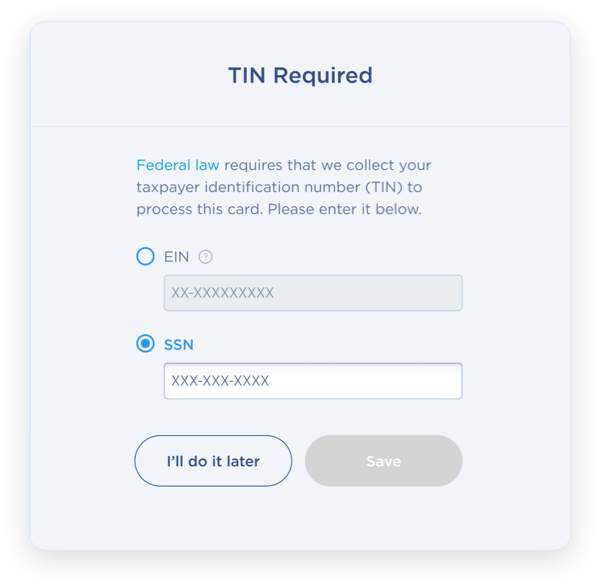 TIN Required
Federal law requires that we collect your
taxpayer identification number (TIN) to
process this card. Please enter it below.
EIN ?
XX-XXXXXXXXX
SSN
XXX-XXX-XXXX
I'll do it later
Save